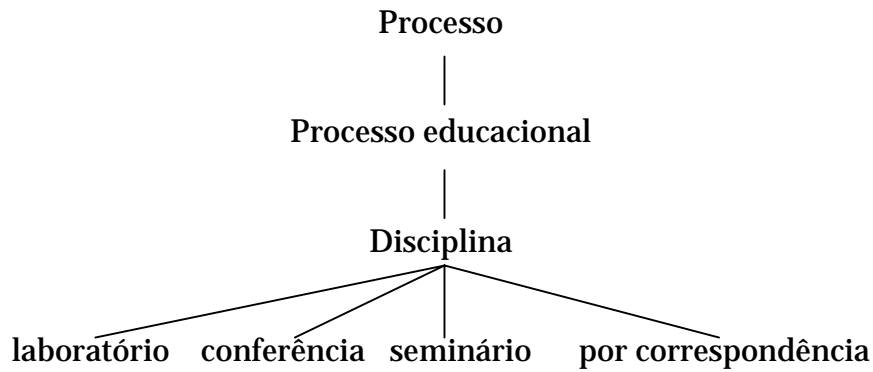 Processo
Processo educacional
Disciplina
laboratório conferência seminário por correspondência